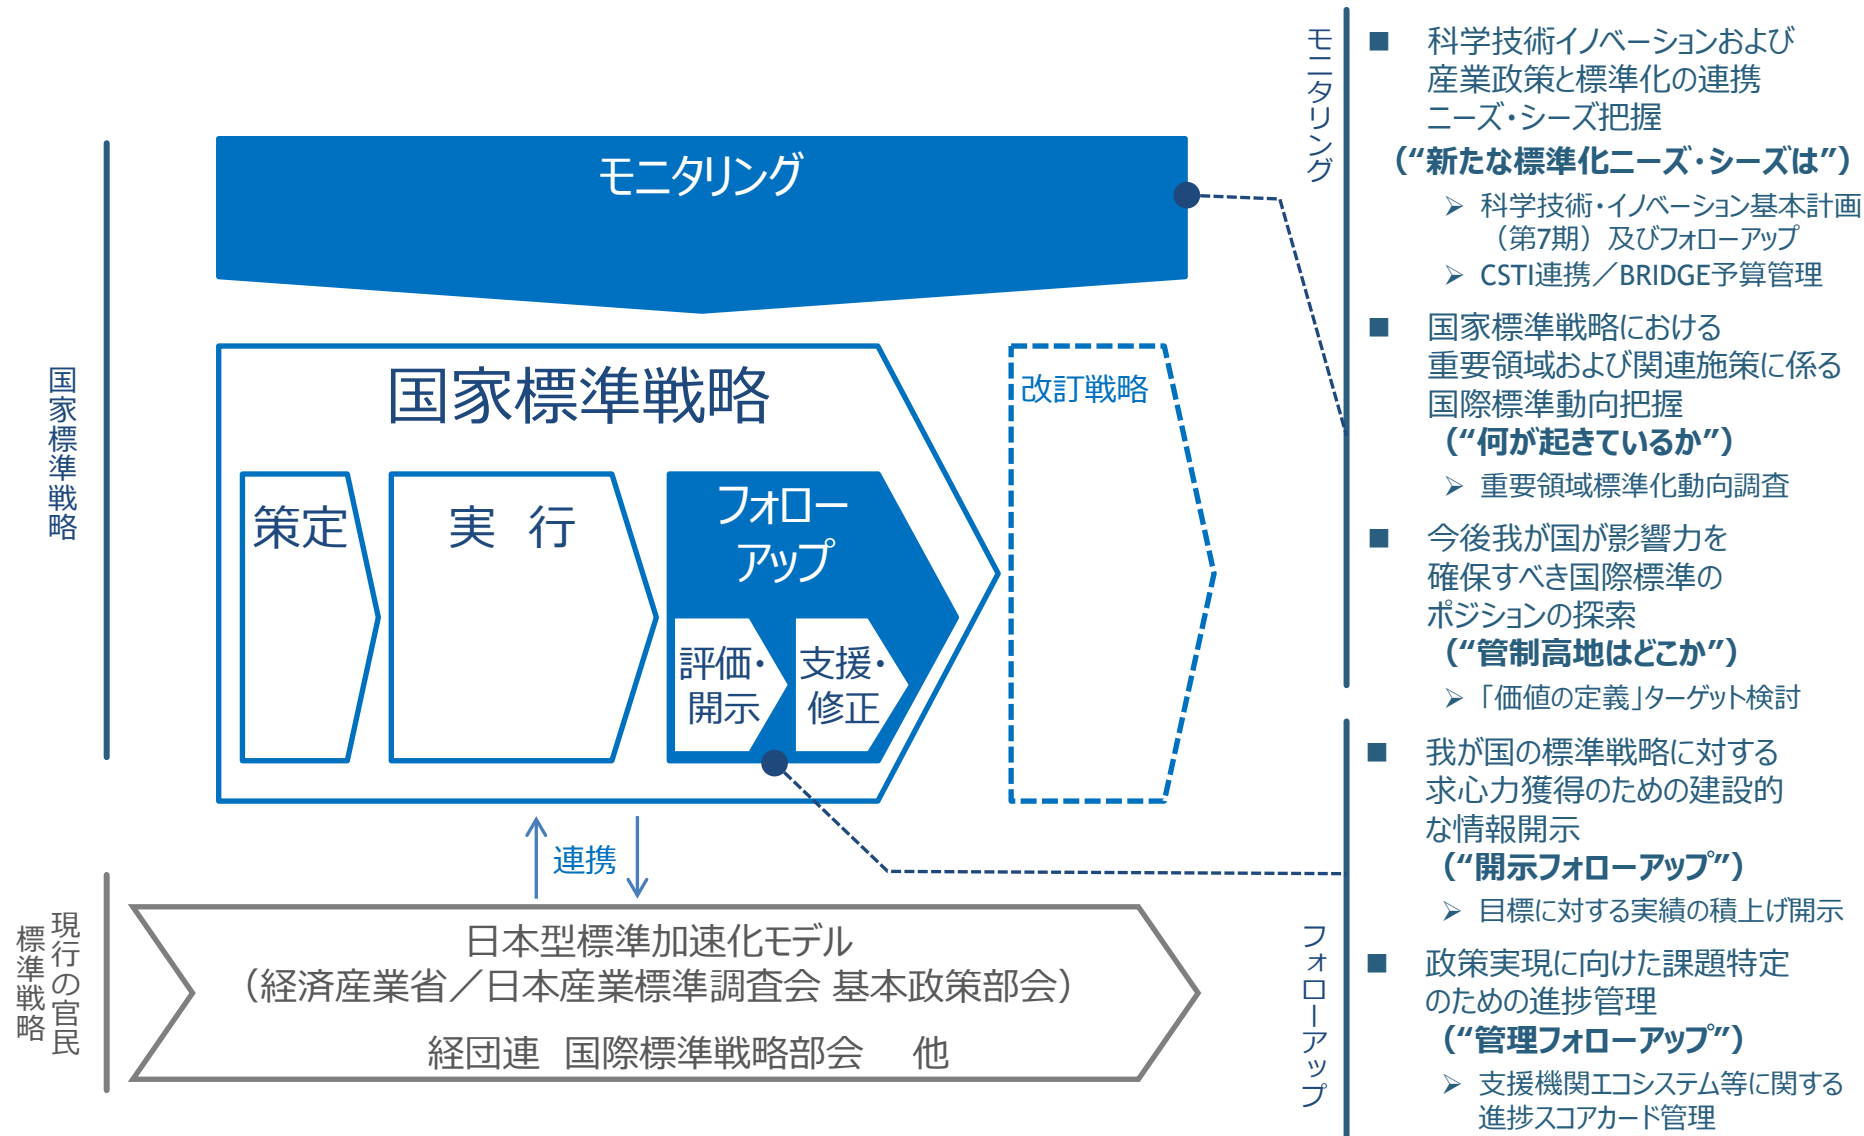 国家標準戦略
モニタリング
国家標準戦略
策定
実　行
フォロー
アップ
評価・
開示
支援・
修正
改訂戦略
連携
現行の官民
標準戦略
日本型標準加速化モデル
（経済産業省／日本産業標準調査会 基本政策部会）
経団連　国際標準戦略部会　他
モニタリング
■ 科学技術イノベーションおよび
産業政策と標準化の連携
ニーズ・シーズ把握
（“新たな標準化ニーズ・シーズは”）
➢ 科学技術・イノベーション基本計画
（第7期）及びフォローアップ
➢ CSTI連携／BRIDGE予算管理
■ 国家標準戦略における
重要領域および関連施策に係る
国際標準動向把握
（“何が起きているか”）
➢ 重要領域標準化動向調査
■ 今後我が国が影響力を
確保すべき国際標準の
ポジションの探索
（“管制高地はどこか”）
➢ 「価値の定義」ターゲット検討
フォローアップ
■ 我が国の標準戦略に対する
求心力獲得のための建設的
な情報開示
（“開示フォローアップ”）
➢ 目標に対する実績の積上げ開示
■ 政策実現に向けた課題特定
のための進捗管理
（“管理フォローアップ”）
➢ 支援機関エコシステム等に関する
進捗スコアカード管理